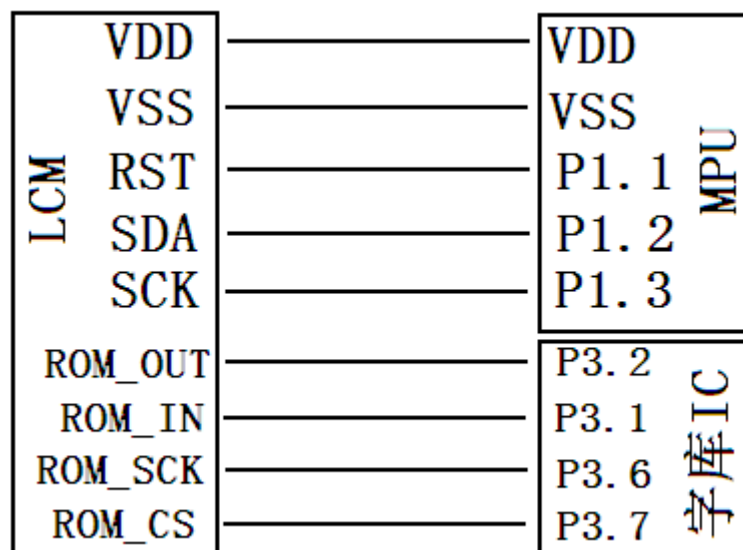 VDD VDD
VSS VSS
RST P1.1
SDA P1.2
SCK P1.3
LCM
MPU
ROM_OUT P3.2
ROM_IN P3.1
ROM_SCK P3.6
ROM_CS P3.7
字库IC